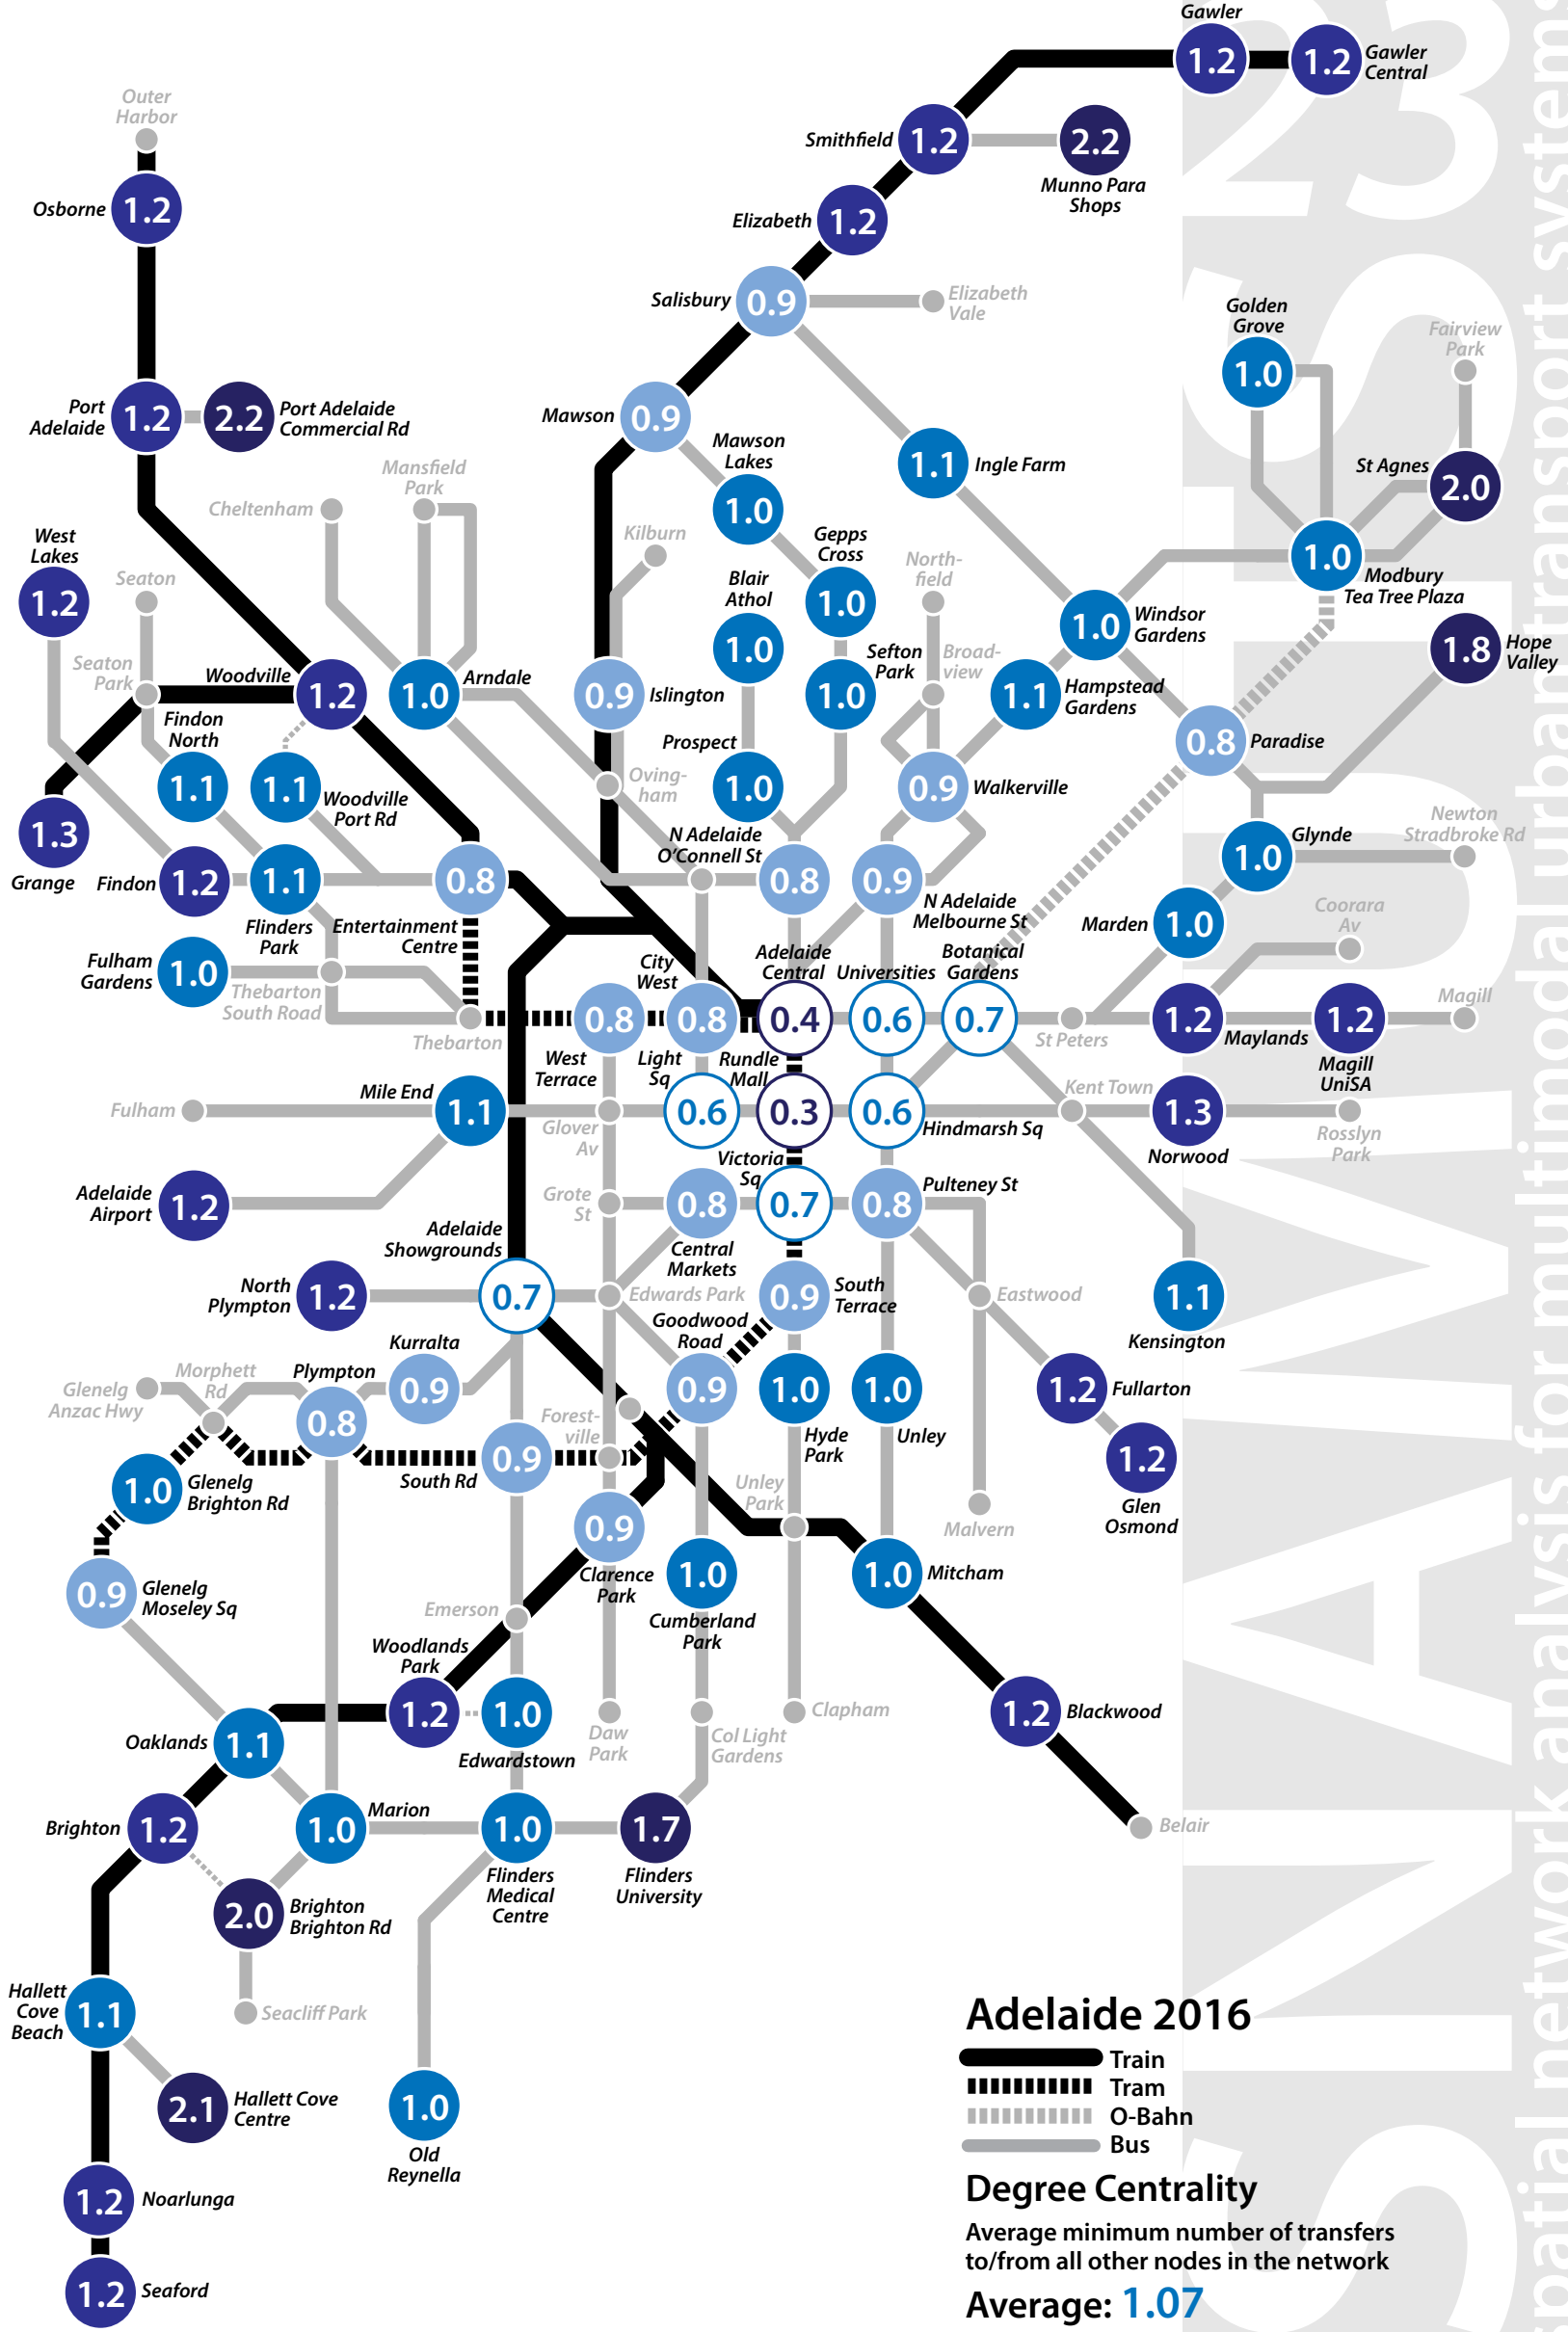 Gawler
1.2
1.2
Gawler
Central
Outer
Harbor
Smithfield
1.2
2.2
Munno Para
Shops
Osborne
1.2
Elizabeth
1.2
Salisbury
0.9
Elizabeth
Vale
Golden
Grove
1.0
Fairview
Park
Port
Adelaide
1.2
2.2
Port Adelaide
Commercial Rd
Mawson
0.9
Mawson
Lakes
1.0
1.1
Ingle Farm
St Agnes
2.0
Mansfield
Park
Cheltenham
Kilburn
Gepps
Cross
1.0
North-
field
1.0
Modbury
Tea Tree Plaza
West
Lakes
1.2
Seaton
Blair
Athol
1.0
1.0
Windsor
Gardens
1.8
Hope
Valley
Seaton
Park
Woodville
1.2
1.0
Arndale
0.9
Islington
Sefton
Park
1.0
Broad-
view
1.1
Hampstead
Gardens
0.8
Paradise
Findon
North
1.1
1.1
Woodville
Port Rd
Oving-
ham
Prospect
1.0
0.9
Walkerville
1.3
Grange
Findon
1.2
1.1
Flinders
Park
0.8
Entertainment
Centre
N Adelaide
O'Connell St
0.8
0.9
N Adelaide
Melbourne St
1.0
Glynde
Newton
Stradbroke Rd
Marden
1.0
Coorara
Av
Fulham
Gardens
1.0
Thebarton
South Road
Thebarton
0.8
West
Terrace
City
West
0.8
Light
Sq
0.6
Adelaide
Central
0.4
Rundle
Mall
0.3
Universities
0.6
Botanical
Gardens
0.7
St Peters
1.2
Maylands
1.2
Magill
UniSA
Magill
Fulham
Mile End
1.1
Glover
Av
0.6
Hindmarsh Sq
Kent Town
1.3
Norwood
Rosslyn
Park
Adelaide
Airport
1.2
Grote
St
0.8
Central
Markets
Victoria
Sq
0.7
0.8
Pulteney St
Adelaide
Showgrounds
0.7
North
Plympton
1.2
Edwards Park
0.9
South
Terrace
Eastwood
1.1
Kensington
Glenelg
Anzac Hwy
Morphett
Rd
Plympton
0.8
Kurralta
0.9
Goodwood
Road
0.9
1.0
Hyde
Park
1.0
Unley
1.2
Fullarton
1.0
Glenelg
Brighton Rd
South Rd
0.9
Forest-
ville
1.2
Glen
Osmond
Unley
Park
Malvern
0.9
Glenelg
Moseley Sq
0.9
Clarence
Park
1.0
Cumberland
Park
1.0
Mitcham
Emerson
Woodlands
Park
1.2
1.0
Edwardstown
Daw
Park
Col Light
Gardens
Clapham
1.2
Blackwood
Oaklands
1.1
Brighton
1.2
1.0
Marion
1.0
Flinders
Medical
Centre
1.7
Flinders
University
Belair
2.0
Brighton
Brighton Rd
Seacliff Park
Hallett
Cove
Beach
1.1
2.1
Hallett Cove
Centre
1.0
Old
Reynella
1.2
Noarlunga
1.2
Seaford
Adelaide 2016
Train
Tram
O-Bahn
Bus
Degree Centrality
Average minimum number of transfers
to/from all other nodes in the network
Average: 1.07
SNAMUTS 23
spatial network analysis for multimodal urban transport systems